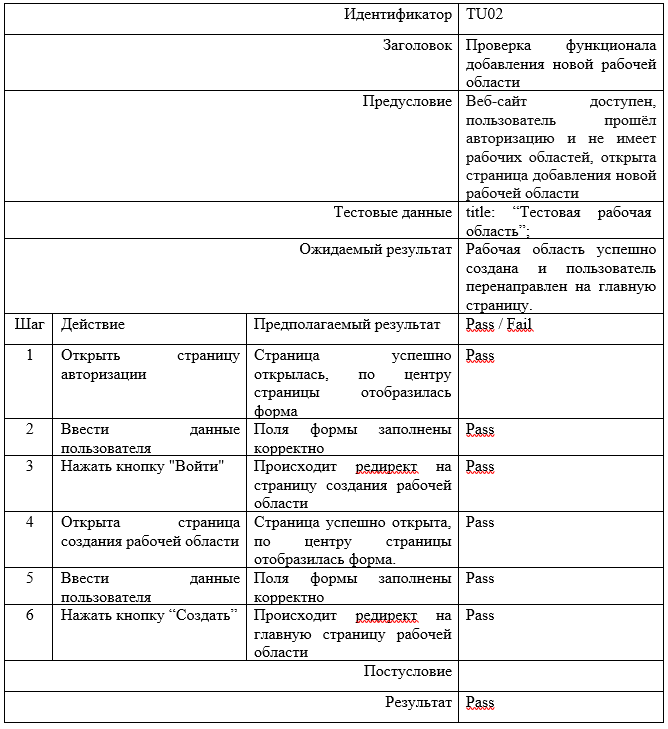 Идентификатор TU02
Заголовок Проверка функционала
добавления новой рабочей
области
Предусловие Веб-сайт доступен,
пользователь прошёл
авторизацию и не имеет
рабочих областей, открыта
страница добавления новой
рабочей области
Тестовые данные title: “Тестовая рабочая
область”;
Ожидаемый результат Рабочая область успешно
создана и пользователь
перенаправлен на главную
страницу.
Шаг Действие Предполагаемый результат Pass / Fail
1 Открыть страницу Страница успешно Pass
авторизации открылась, по центру
страницы отобразилась
форма
2 Ввести данные Поля формы заполнены Pass
пользователя корректно
3 Нажать кнопку "Войти" Происходит редирект на Pass
страницу создания рабочей
области
4 Открыта страница Страница успешно открыта, Pass
создания рабочей области по центру страницы
отобразилась форма.
5 Ввести данные Поля формы заполнены Pass
пользователя корректно
6 Нажать кнопку “Создать” Происходит редирект на Pass
главную страницу рабочей
области
Постусловие
Результат Pass